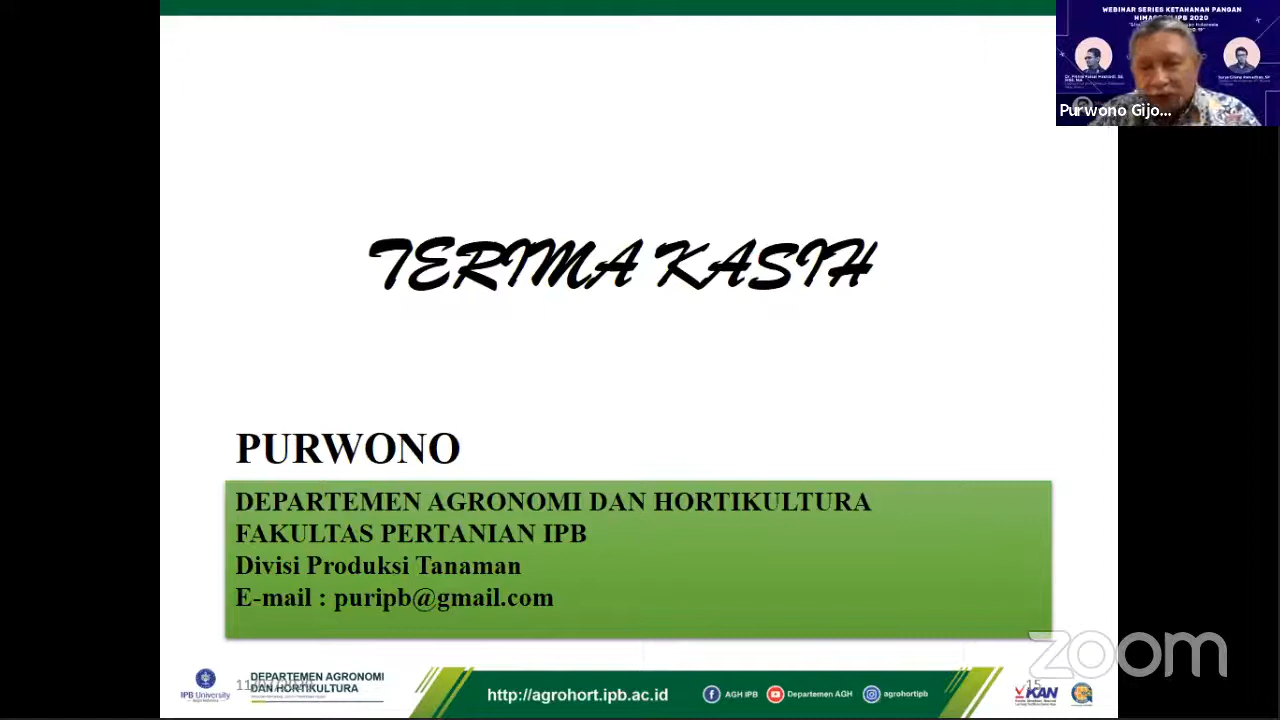 WEBINAR SERIES KETAHANAN PANGAN
IPB 2020
Purwono Gijo...
TERIMA KASIH
PURWONO
DEPARTEMEN AGRONOMI DAN HORTIKULTURA
FAKULTAS PERTANIAN IPB
Divisi Produksi Tanaman
E-mail : puripb@gmail.com
zoom
IPB University
DEPARTEMEN AGRONOMI
DAN HORTIKULTURA
http://agrohort.ipb.ac.id
AGH IPB
Departemen AGH
agrohortipb
15
KAN